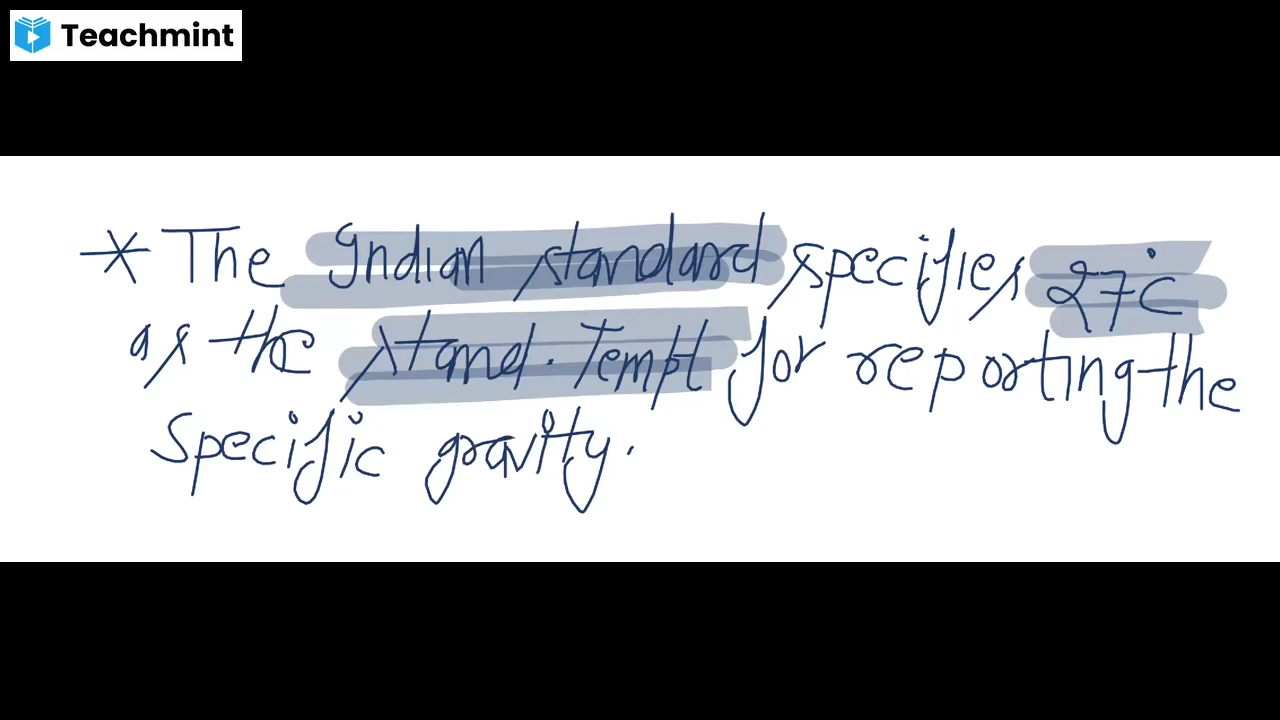 Teachmint
* The Indian standard specifies 27°C
as the stand. Tempt for reporting the
Specific gravity.